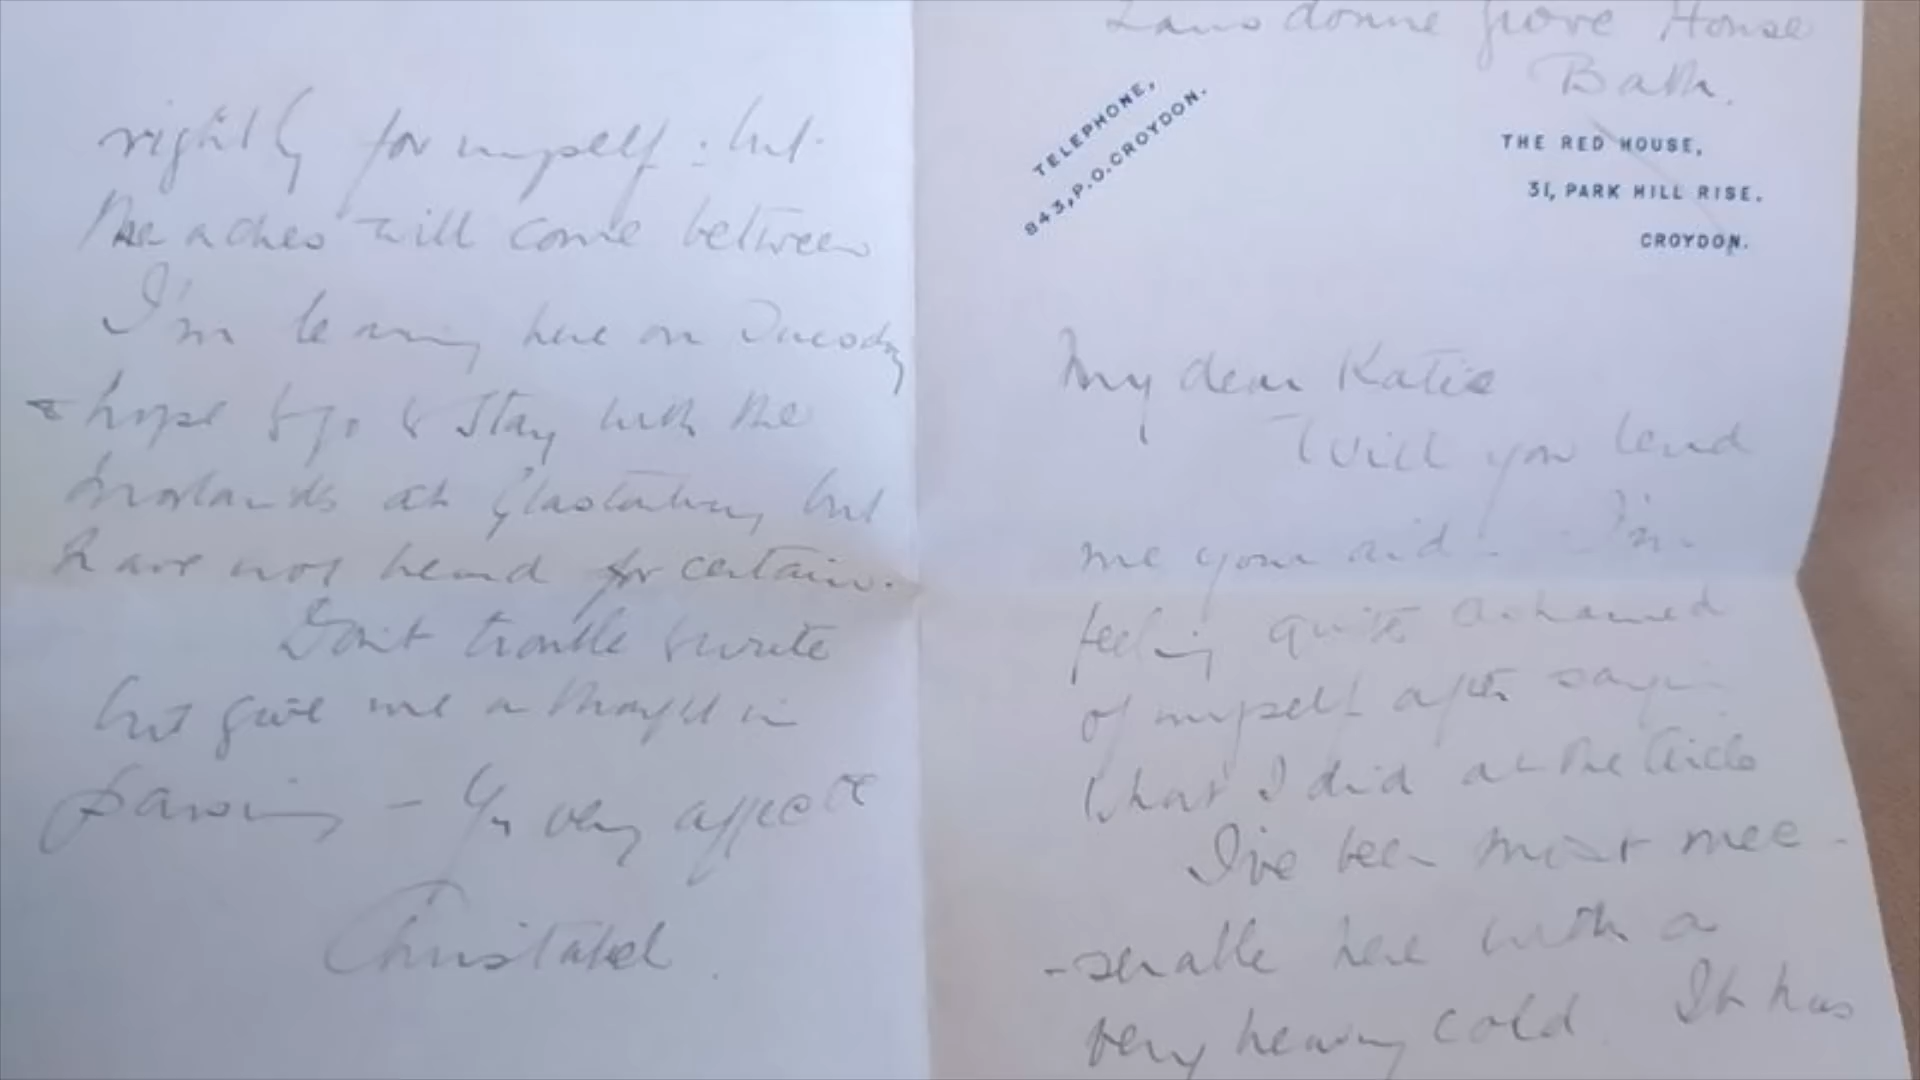 Lansdowne Grove House
Bath.
TELEPHONE,
843, P.O. CROYDON.
THE RED HOUSE,
31, PARK HILL RISE,
CROYDON.
My dear Katie
Will you lend
me your aid - I'm
feeling quite ashamed
of myself after saying
what I did at the Circle
I've been most mee-
-serable here with a
very heavy cold. It has
rightly for myself: but
the aches will come between
I'm leaving here on Tuesday
& hope to go & stay with the
at Glastonbury but
have not heard for certain.
Don't trouble to write
but give me a thought in
passing - Yr very affecte
Christabel.